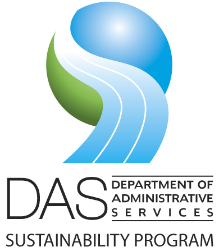 DAS DEPARTMENT OF
ADMINISTRATIVE
SERVICES
SUSTAINABILITY PROGRAM